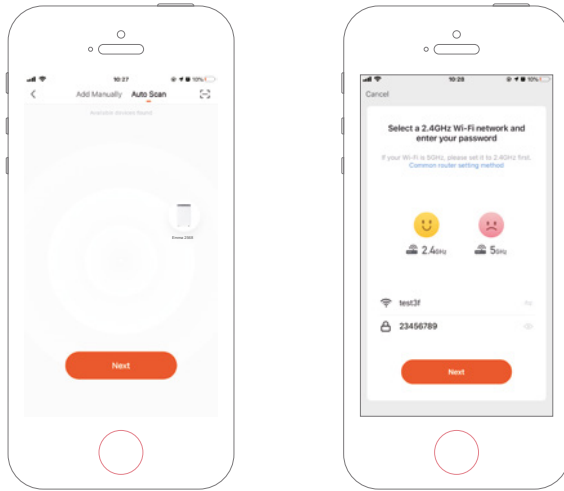 10:27
10%
Add Manually Auto Scan
Next
10:28
10%
Cancel
Select a 2.4GHz Wi-Fi network and
enter your password
If your Wi-Fi is 5GHz, please set it to 2.4GHz first.
Common router setting method
2.4GHz 5GHz
test3f
23456789
Next